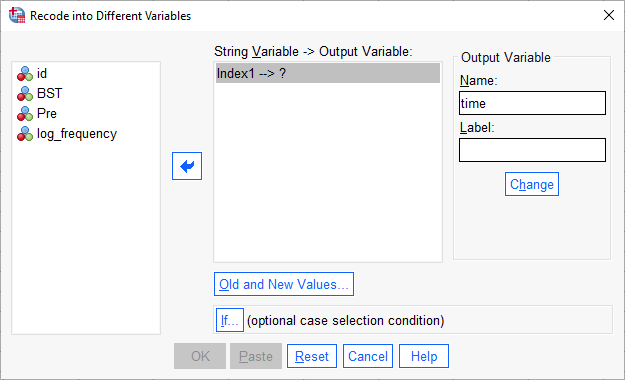 Recode into Different Variables
id
BST
Pre
log_frequency
String Variable -> Output Variable:
Index1 --> ?
Output Variable
Name:
time
Label:
Change
Old and New Values...
If... (optional case selection condition)
OK Paste Reset Cancel Help